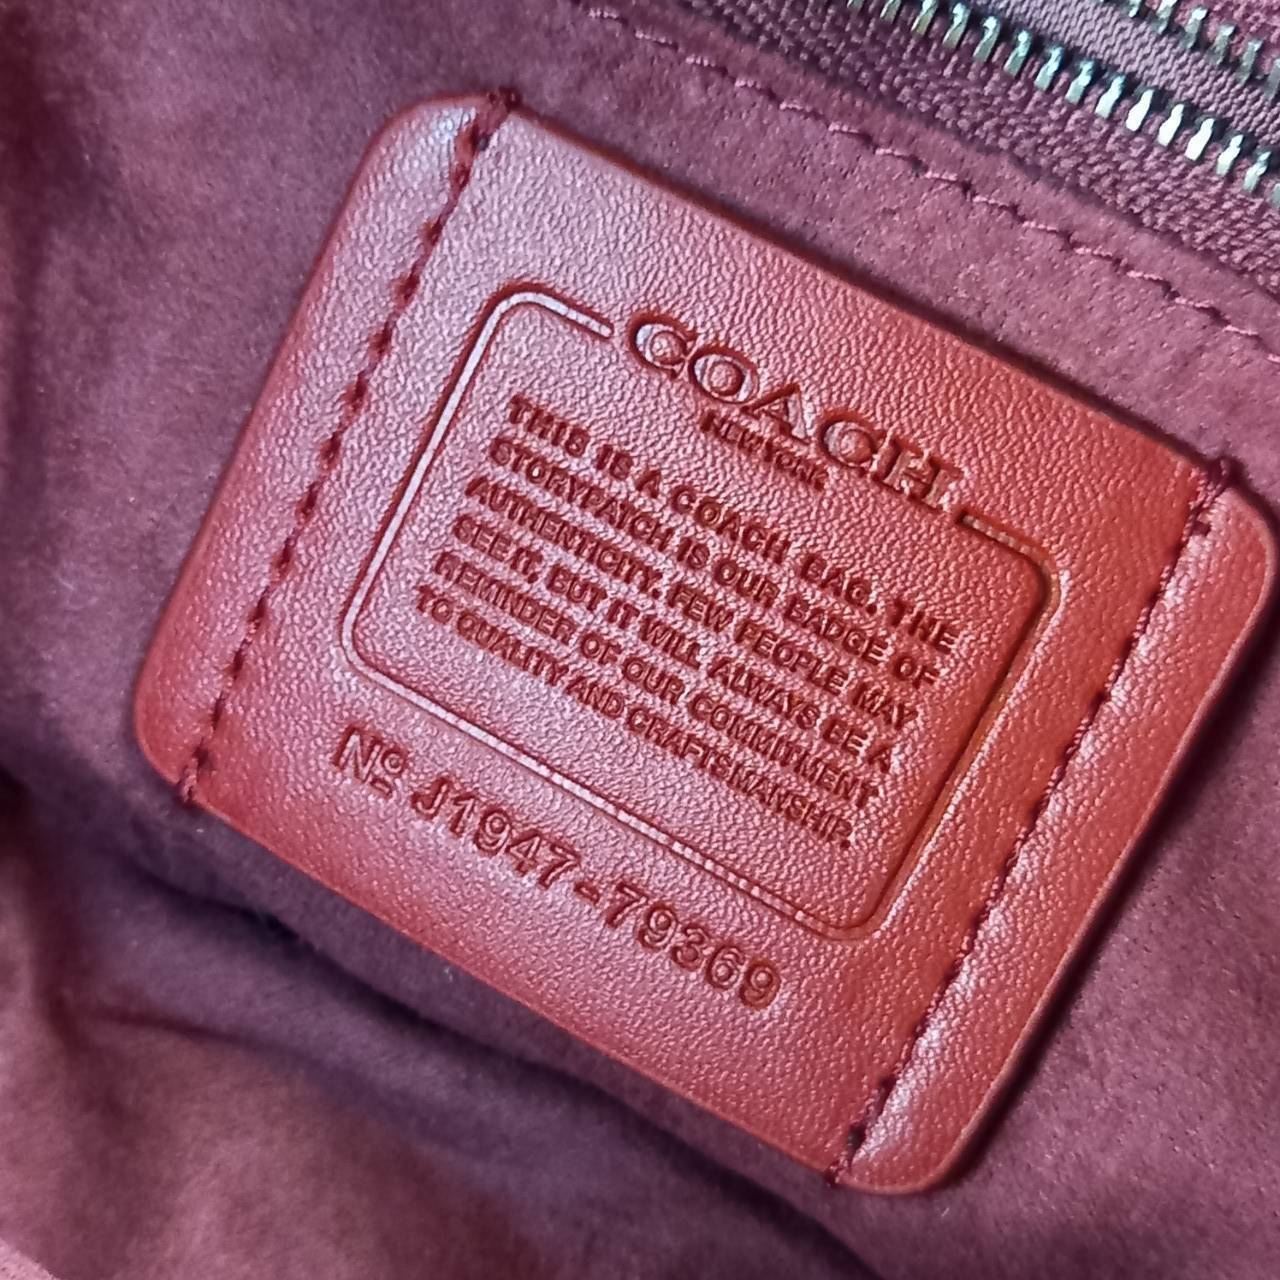 COACH
NEW YORK
THIS IS A COACH BAG. THE
STORYPATCH IS OUR BADGE OF
AUTHENTICITY. FEW PEOPLE MAY
SEE IT, BUT IT WILL ALWAYS BE A
REMINDER OF OUR COMMITMENT
TO QUALITY AND CRAFTSMANSHIP.
Nº J1947-79369